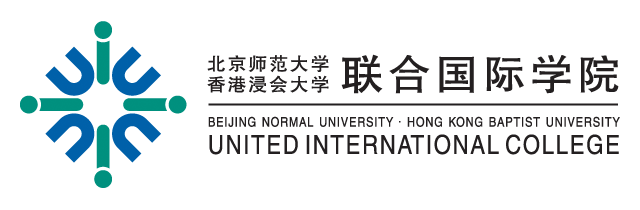 北京师范大学
香港浸会大学
联合国际学院
BEIJING NORMAL UNIVERSITY · HONG KONG BAPTIST UNIVERSITY
UNITED INTERNATIONAL COLLEGE